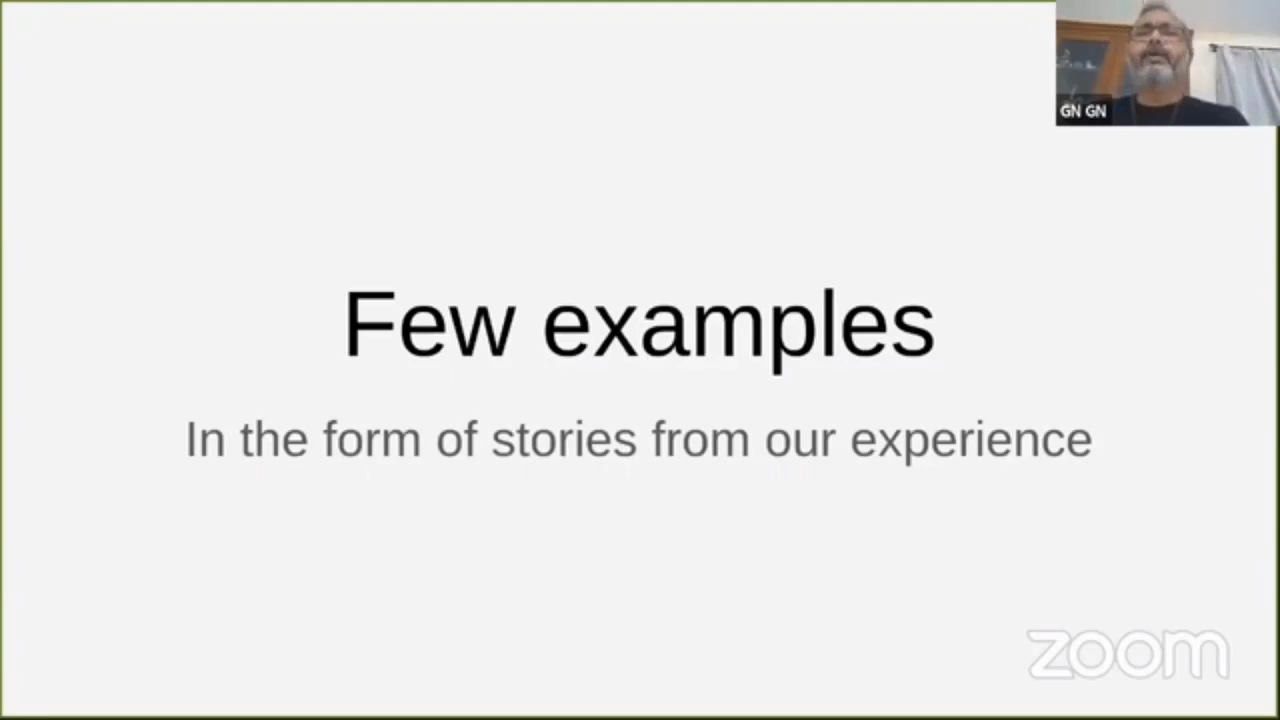 GN GN
Few examples
In the form of stories from our experience
zoom